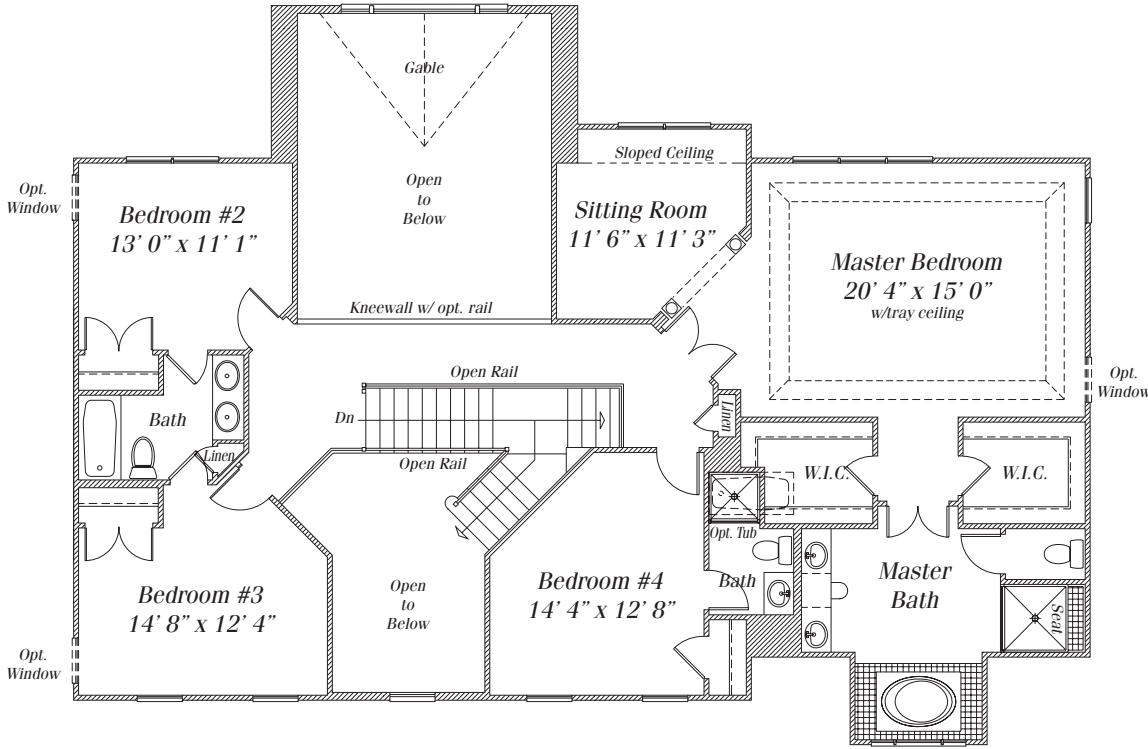 Gable
Sloped Ceiling
Opt.
Window
Open
to
Below
Bedroom #2
13' 0" x 11' 1"
Sitting Room
11' 6" x 11' 3"
Master Bedroom
20' 4" x 15' 0"
w/tray ceiling
Kneewall w/ opt. rail
Open Rail
Opt.
Window
Linen
Bath
Dn
Linen
Open Rail
W.I.C.
W.I.C.
Opt. Tub
Bath
Master
Bath
Seat
Bedroom #3
14' 8" x 12' 4"
Open
to
Below
Bedroom #4
14' 4" x 12' 8"
Opt.
Window